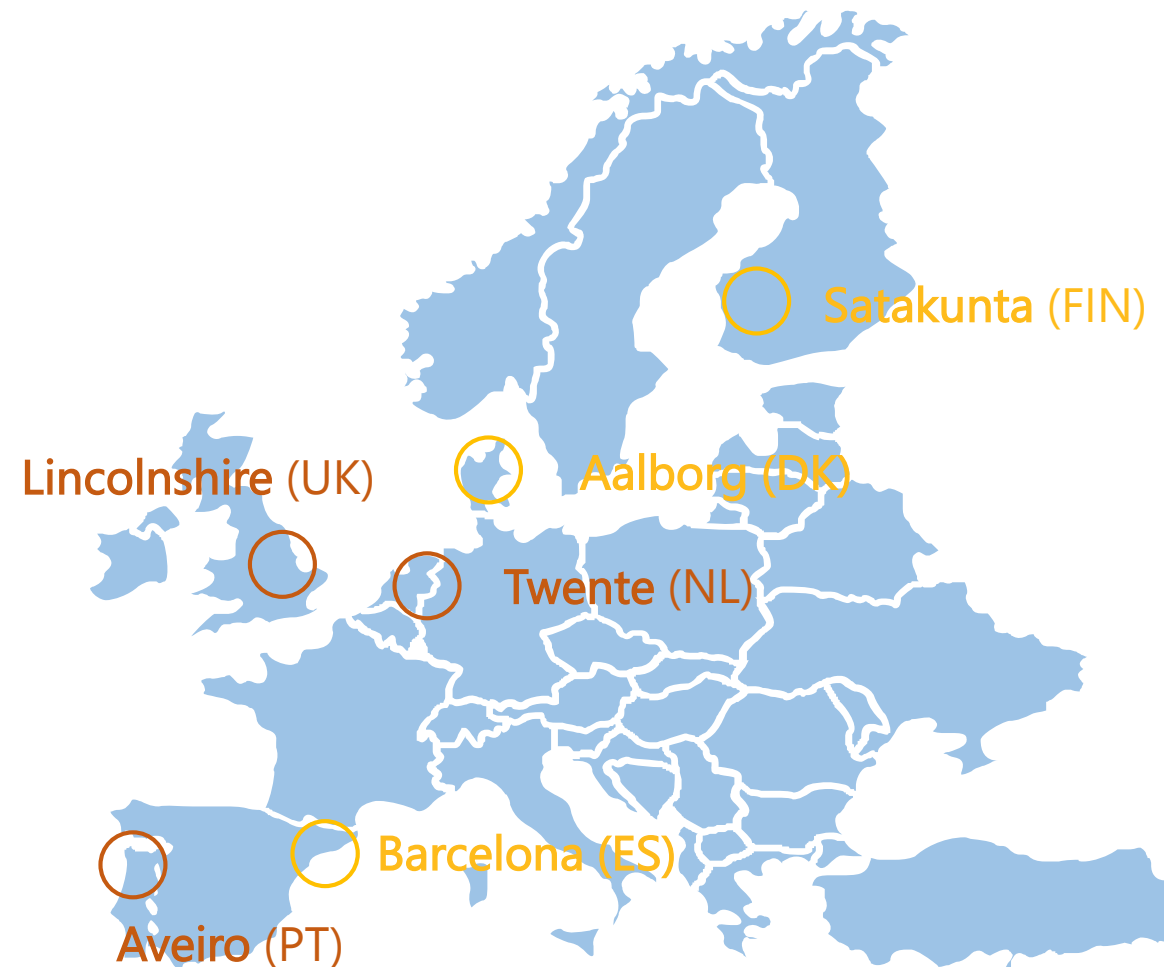 Satakunta (FIN)
Lincolnshire (UK)
Aalborg (DK)
Twente (NL)
Barcelona (ES)
Aveiro (PT)